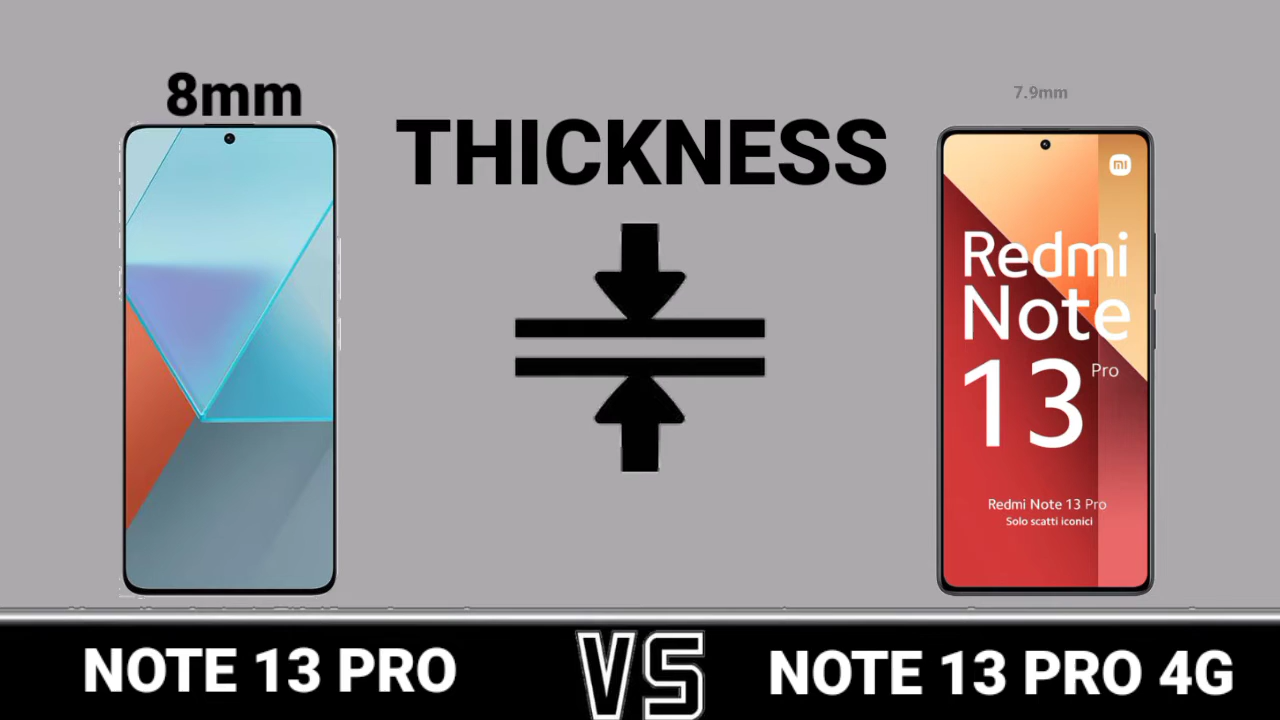 8mm
THICKNESS
7.9mm
mi
Redmi
Note
13 Pro
Redmi Note 13 Pro
Solo scatti iconici
NOTE 13 PRO
VS
NOTE 13 PRO 4G